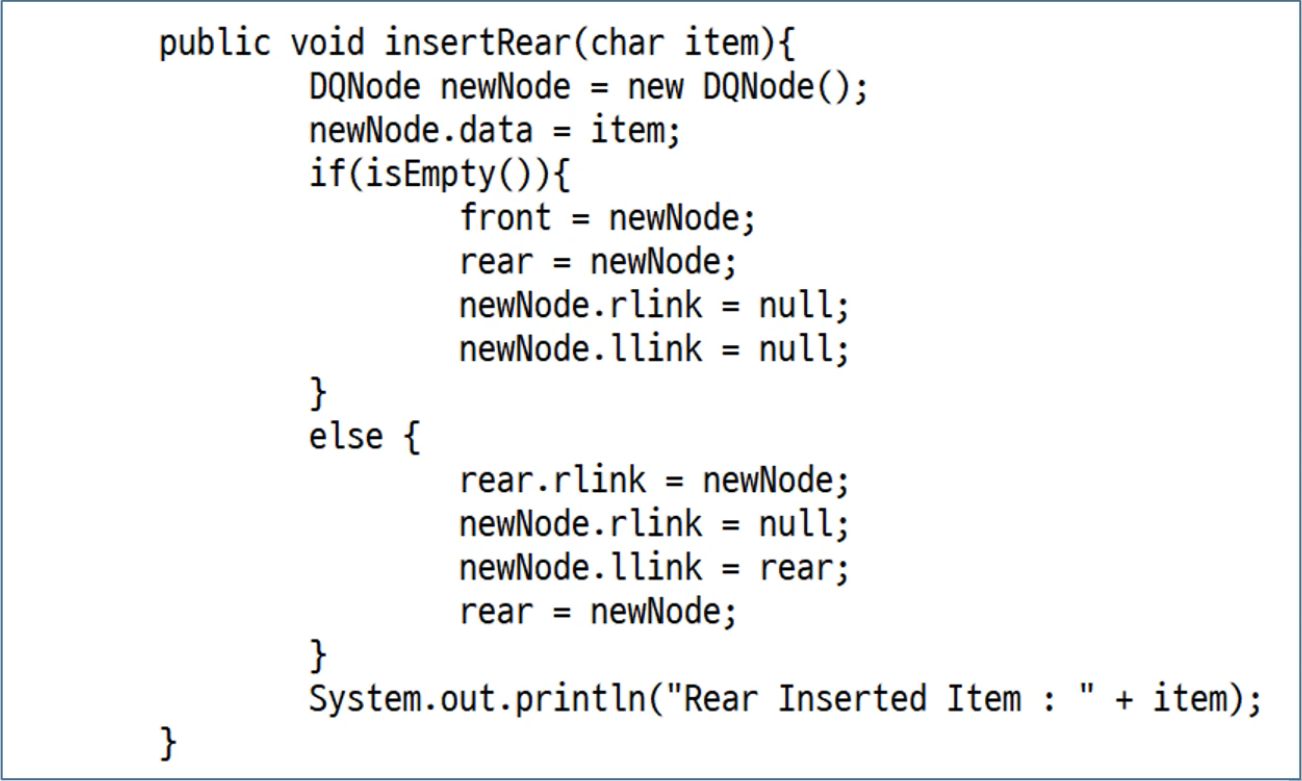 public void insertRear(char item){
DQNode newNode = new DQNode();
newNode.data = item;
if(isEmpty()){
front = newNode;
rear = newNode;
newNode.rlink = null;
newNode.llink = null;
}
else {
rear.rlink = newNode;
newNode.rlink = null;
newNode.llink = rear;
rear = newNode;
}
System.out.println("Rear Inserted Item : " + item);
}